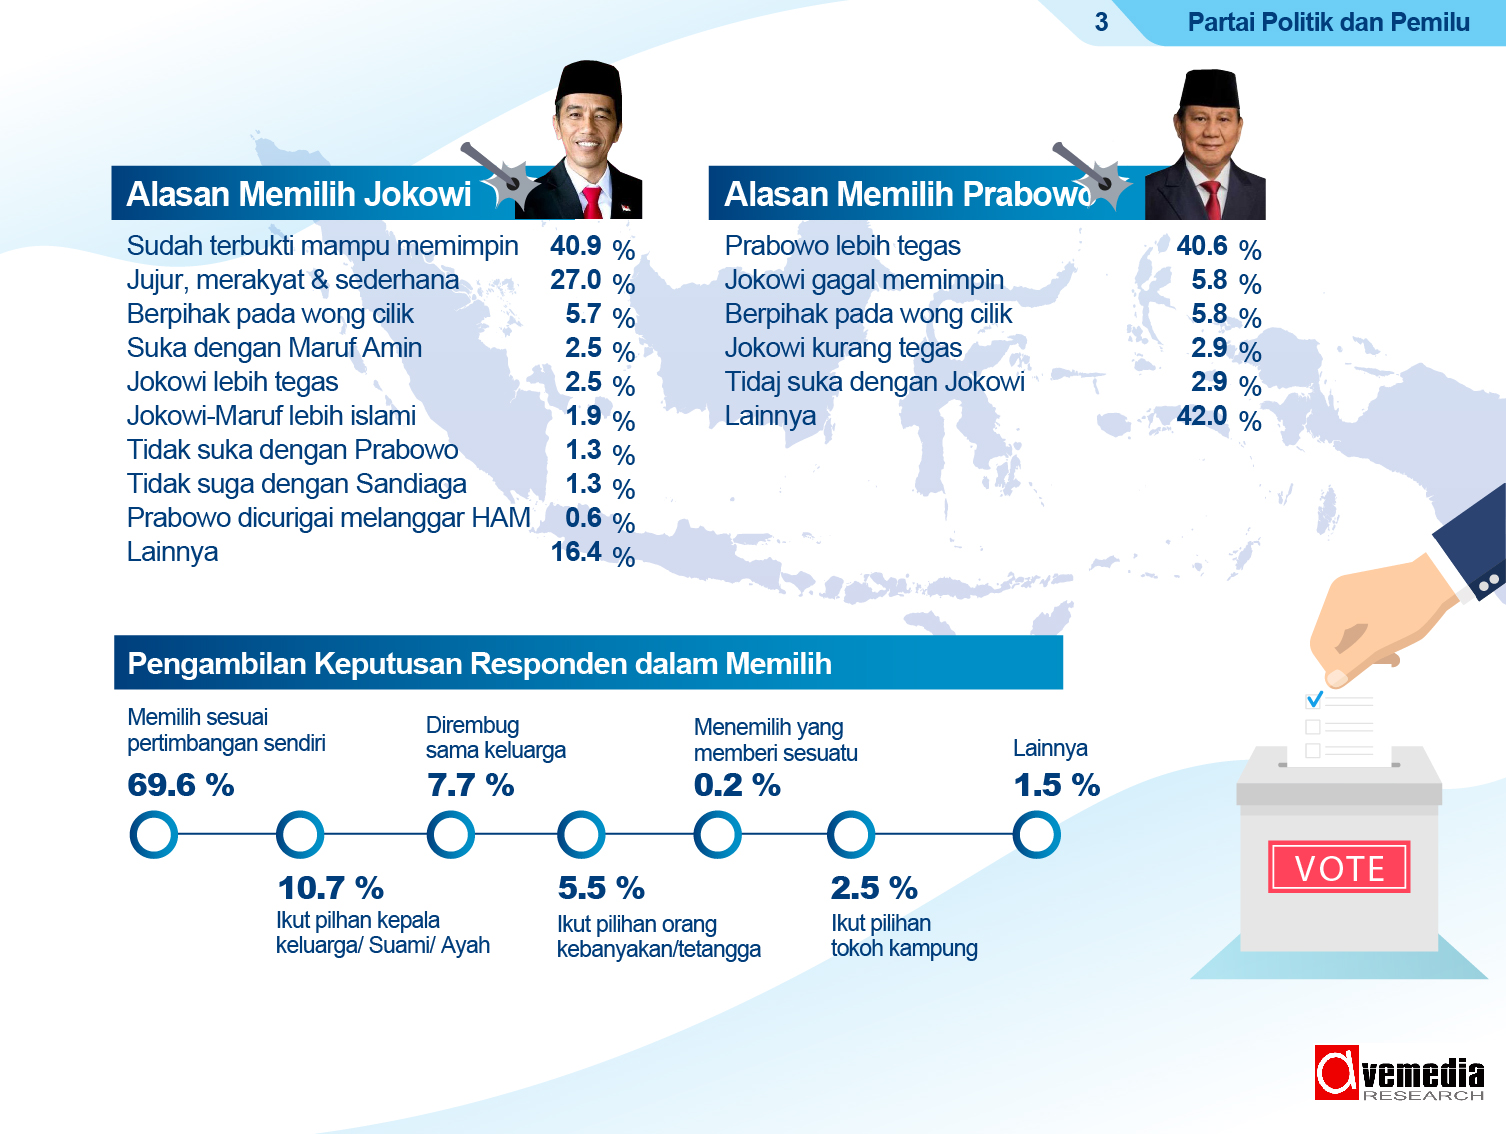 3 Partai Politik dan Pemilu
Alasan Memilih Jokowi
Sudah terbukti mampu memimpin 40.9 %
Jujur, merakyat & sederhana 27.0 %
Berpihak pada wong cilik 5.7 %
Suka dengan Maruf Amin 2.5 %
Jokowi lebih tegas 2.5 %
Jokowi-Maruf lebih islami 1.9 %
Tidak suka dengan Prabowo 1.3 %
Tidak suga dengan Sandiaga 1.3 %
Prabowo dicurigai melanggar HAM 0.6 %
Lainnya 16.4 %
Alasan Memilih Prabowo
Prabowo lebih tegas 40.6 %
Jokowi gagal memimpin 5.8 %
Berpihak pada wong cilik 5.8 %
Jokowi kurang tegas 2.9 %
Tidaj suka dengan Jokowi 2.9 %
Lainnya 42.0 %
Pengambilan Keputusan Responden dalam Memilih
Memilih sesuai
pertimbangan sendiri
69.6 %
10.7 %
Ikut pilhan kepala
keluarga/ Suami/ Ayah
Dirembug
sama keluarga
7.7 %
5.5 %
Ikut pilihan orang
kebanyakan/tetangga
Menemilih yang
memberi sesuatu
0.2 %
2.5 %
Ikut pilihan
tokoh kampung
Lainnya
1.5 %
VOTE
avemedia
RESEARCH